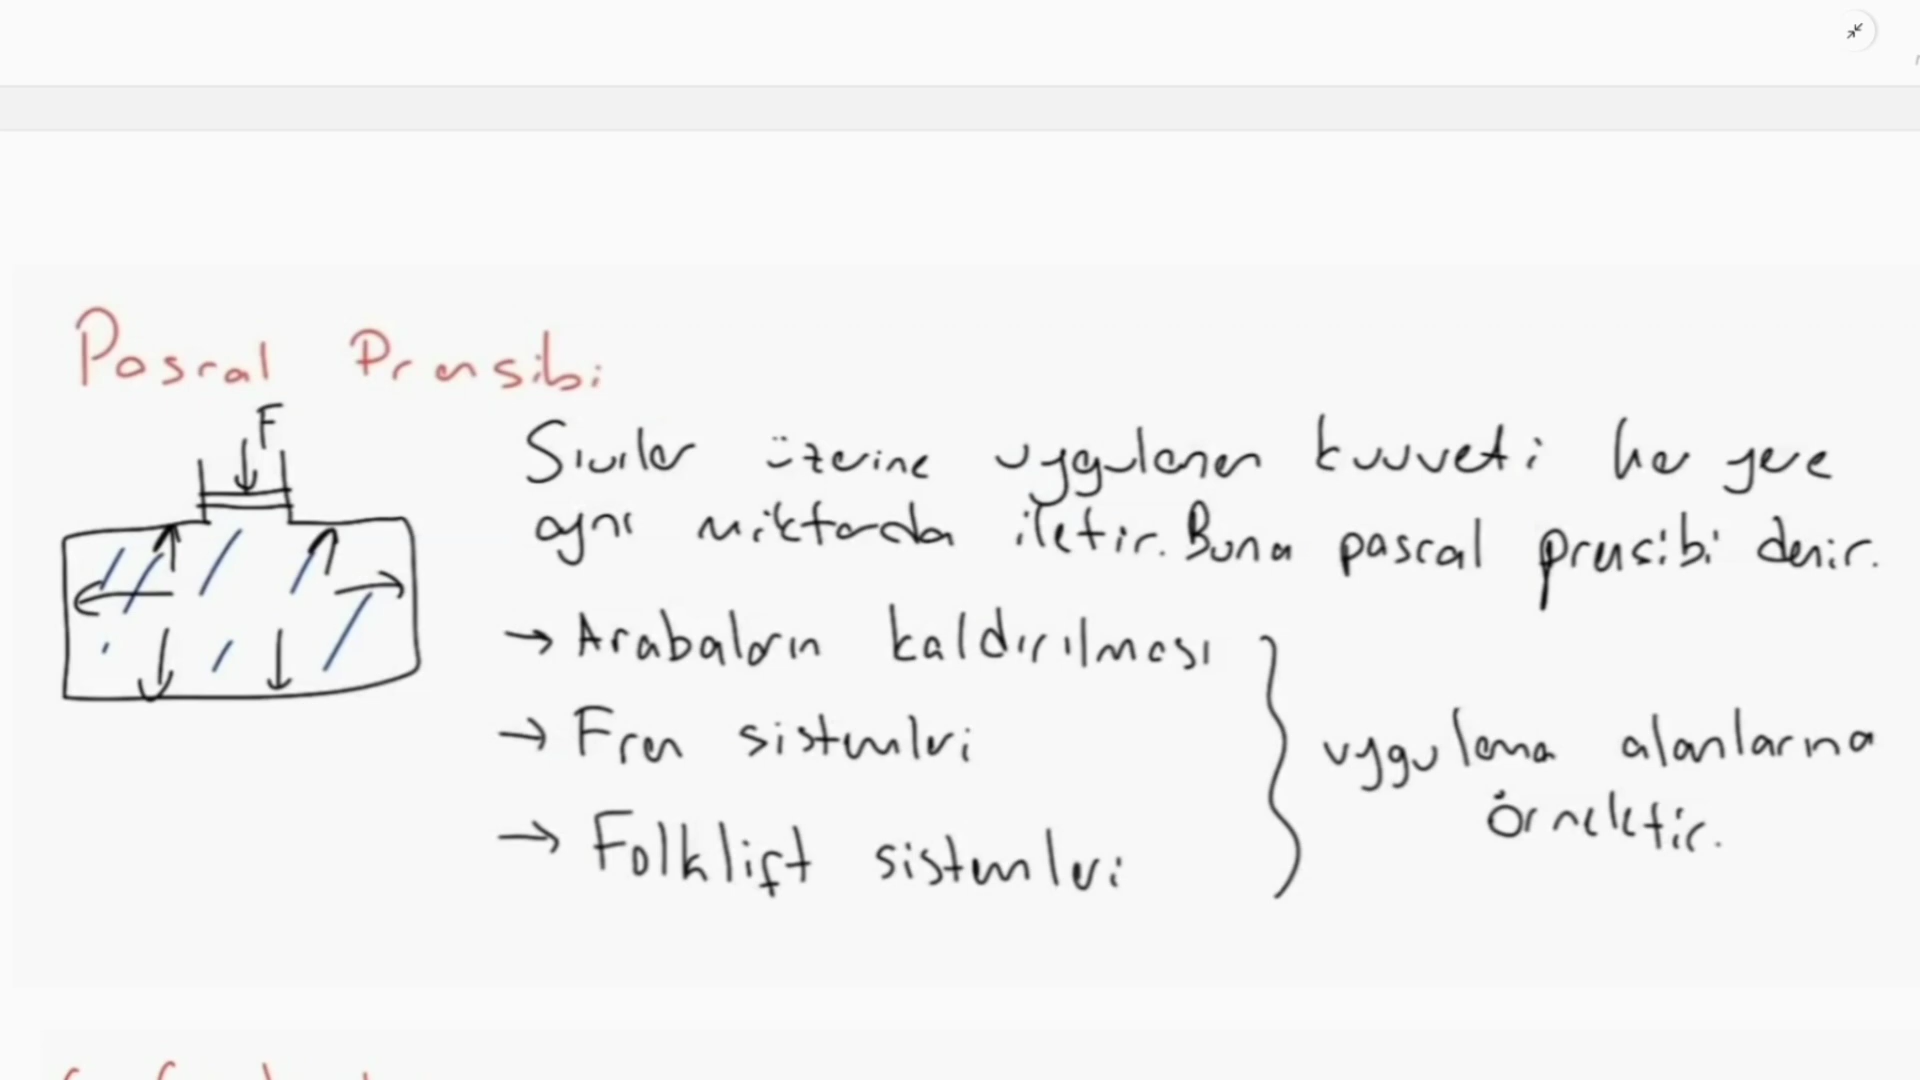 Pascal Prensibi
F
Sıvılar üzerine uygulanan kuvveti her yere
aynı miktarda iletir. Buna pascal prensibi denir.
→ Arabaların kaldırılması
→ Fren sistemleri
→ Folklift sistemleri
uygulama alanlarına
örnektir.